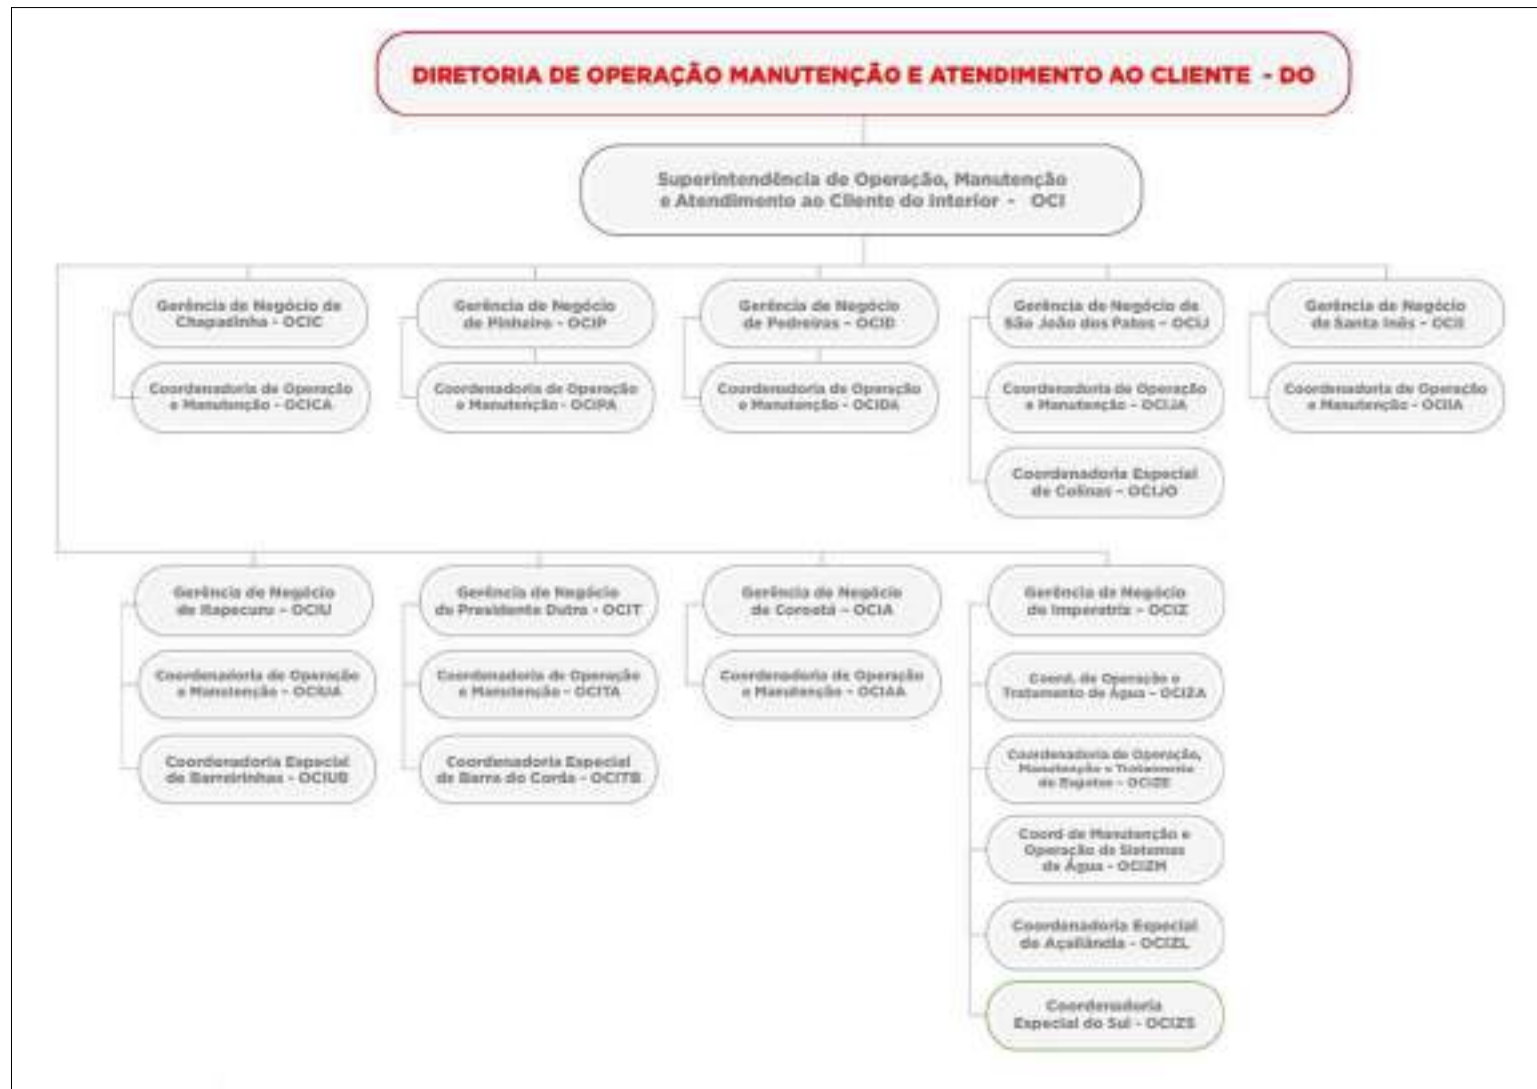 DIRETORIA DE OPERAÇÃO MANUTENÇÃO E ATENDIMENTO AO CLIENTE - DO
Superintendência de Operação, Manutenção
e Atendimento ao Cliente do Interior - OCI
Gerência de Negócio de
Chapadinha - OCIC
Gerência de Negócio
de Pinheiro - OCIP
Gerência de Negócio
de Pedreiras - OCID
Gerência de Negócio de
São João dos Patos - OCIJ
Gerência de Negócio
de Santa Inês - OCII
Coordenadoria de Operação
e Manutenção - OCICA
Coordenadoria de Operação
e Manutenção - OCIPA
Coordenadoria de Operação
e Manutenção - OCIDA
Coordenadoria de Operação
e Manutenção - OCIJA
Coordenadoria de Operação
e Manutenção - OCIIA
Coordenadoria Especial
de Colinas - OCIJO
Gerência de Negócio
de Itapecuru - OCIU
Gerência de Negócio
de Presidente Dutra - OCIT
Gerência de Negócio
de Coroatá - OCIA
Gerência de Negócio
de Imperatriz - OCIZ
Coordenadoria de Operação
e Manutenção - OCIUA
Coordenadoria de Operação
e Manutenção - OCITA
Coordenadoria de Operação
e Manutenção - OCIAA
Coord. de Operação e
Tratamento de Água - OCIZA
Coordenadoria Especial
de Barreirinhas - OCIUB
Coordenadoria Especial
de Barra do Corda - OCITB
Coordenadoria de Operação,
Manutenção e Tratamento
de Esgotos - OCIZE
Coord de Manutenção e
Operação de Sistemas
de Água - OCIZM
Coordenadoria Especial
de Açailândia - OCIZL
Coordenadoria
Especial do Sul - OCIZS